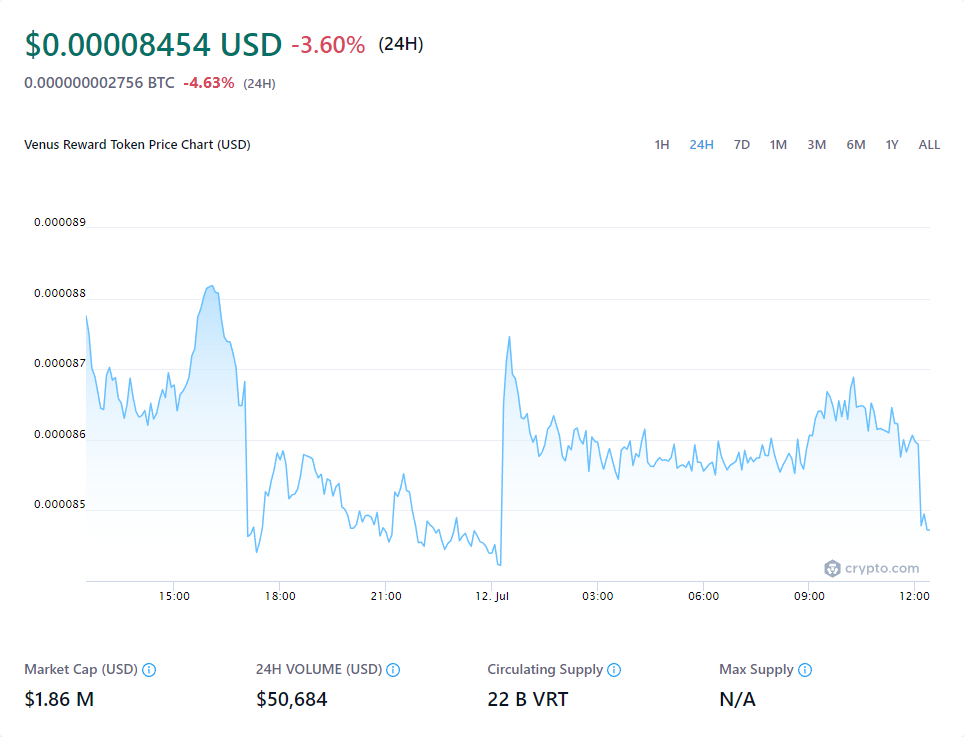 $0.00008454 USD -3.60% (24H)
0.000000002756 BTC -4.63% (24H)
Venus Reward Token Price Chart (USD) 1H 24H 7D 1M 3M 6M 1Y ALL
0.000089
0.000088
0.000087
0.000086
0.000085
crypto.com
15:00 18:00 21:00 12. Jul 03:00 06:00 09:00 12:00
Market Cap (USD) 24H VOLUME (USD) Circulating Supply Max Supply
$1.86 M $50,684 22 B VRT N/A